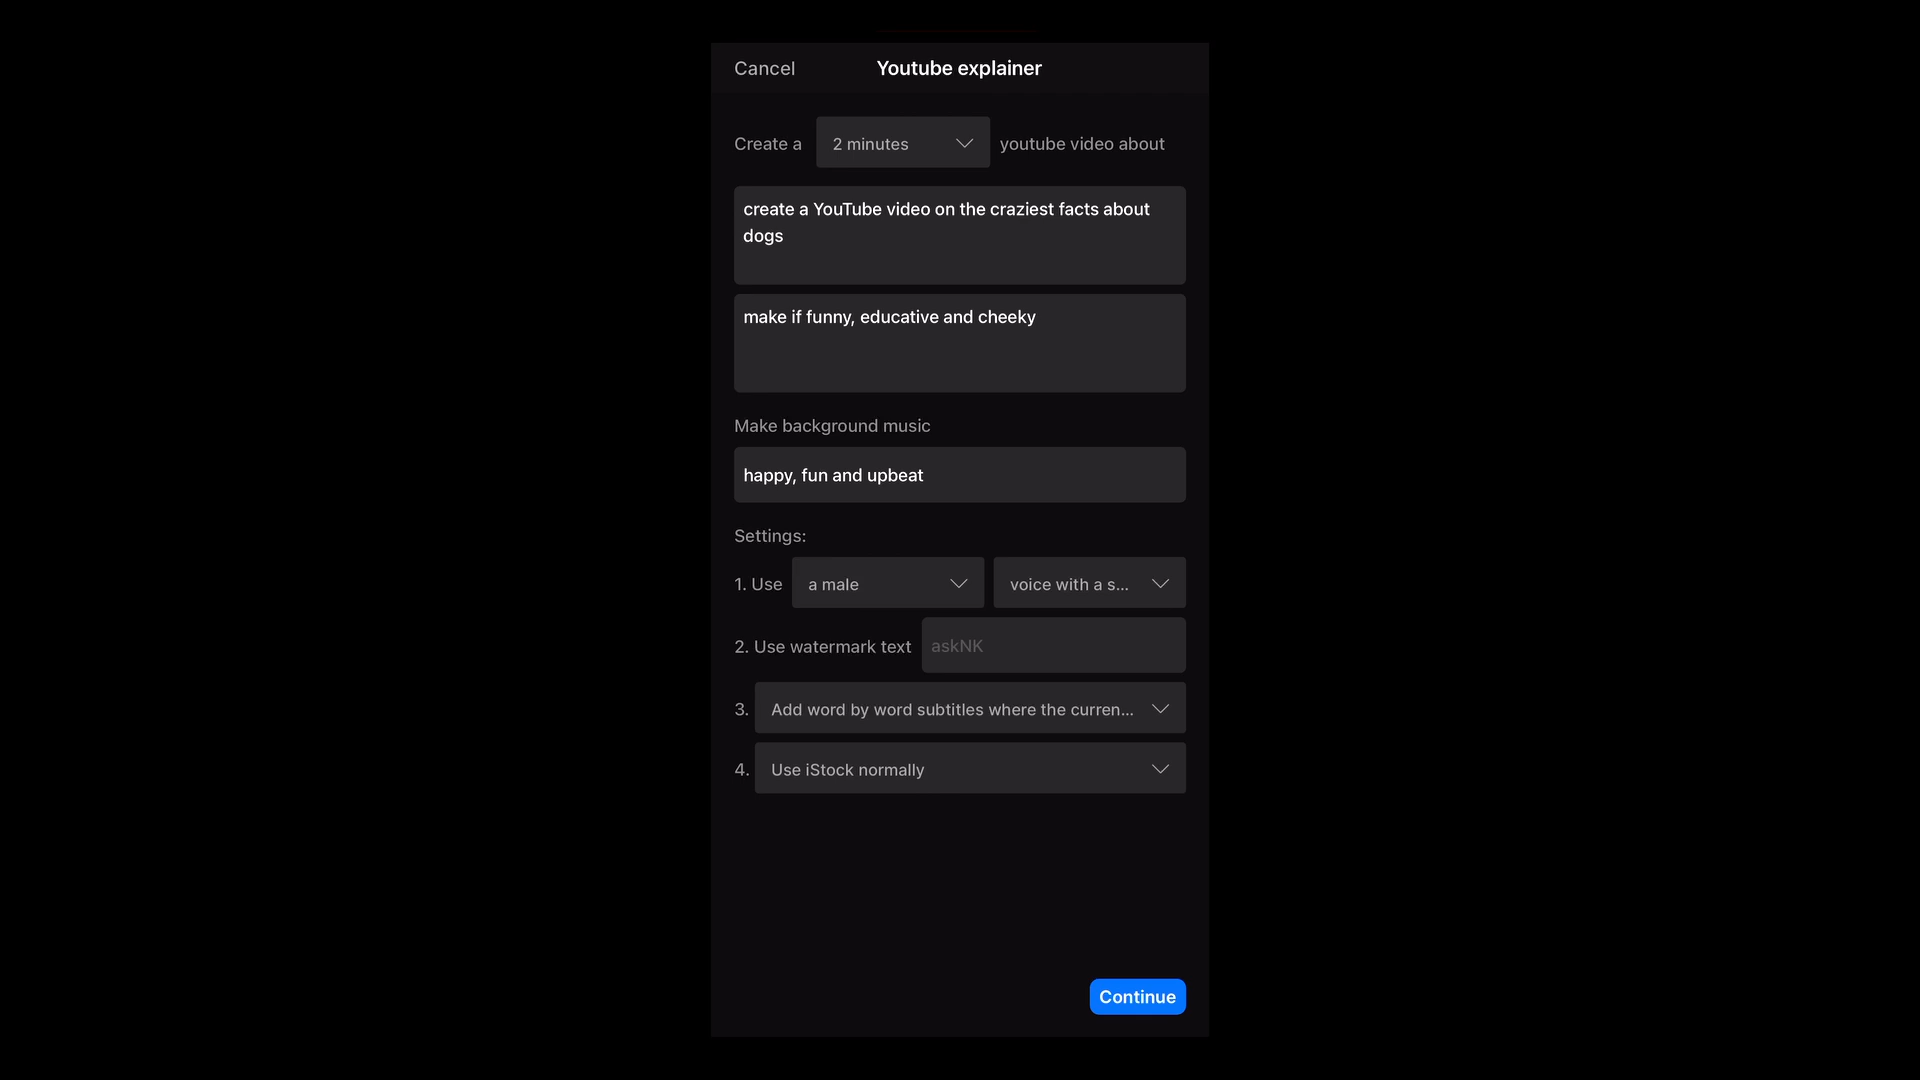 Cancel Youtube explainer
Create a 2 minutes youtube video about
create a YouTube video on the craziest facts about
dogs
make if funny, educative and cheeky
Make background music
happy, fun and upbeat
Settings:
1. Use a male voice with a s...
2. Use watermark text askNK
3. Add word by word subtitles where the curren...
4. Use iStock normally
Continue